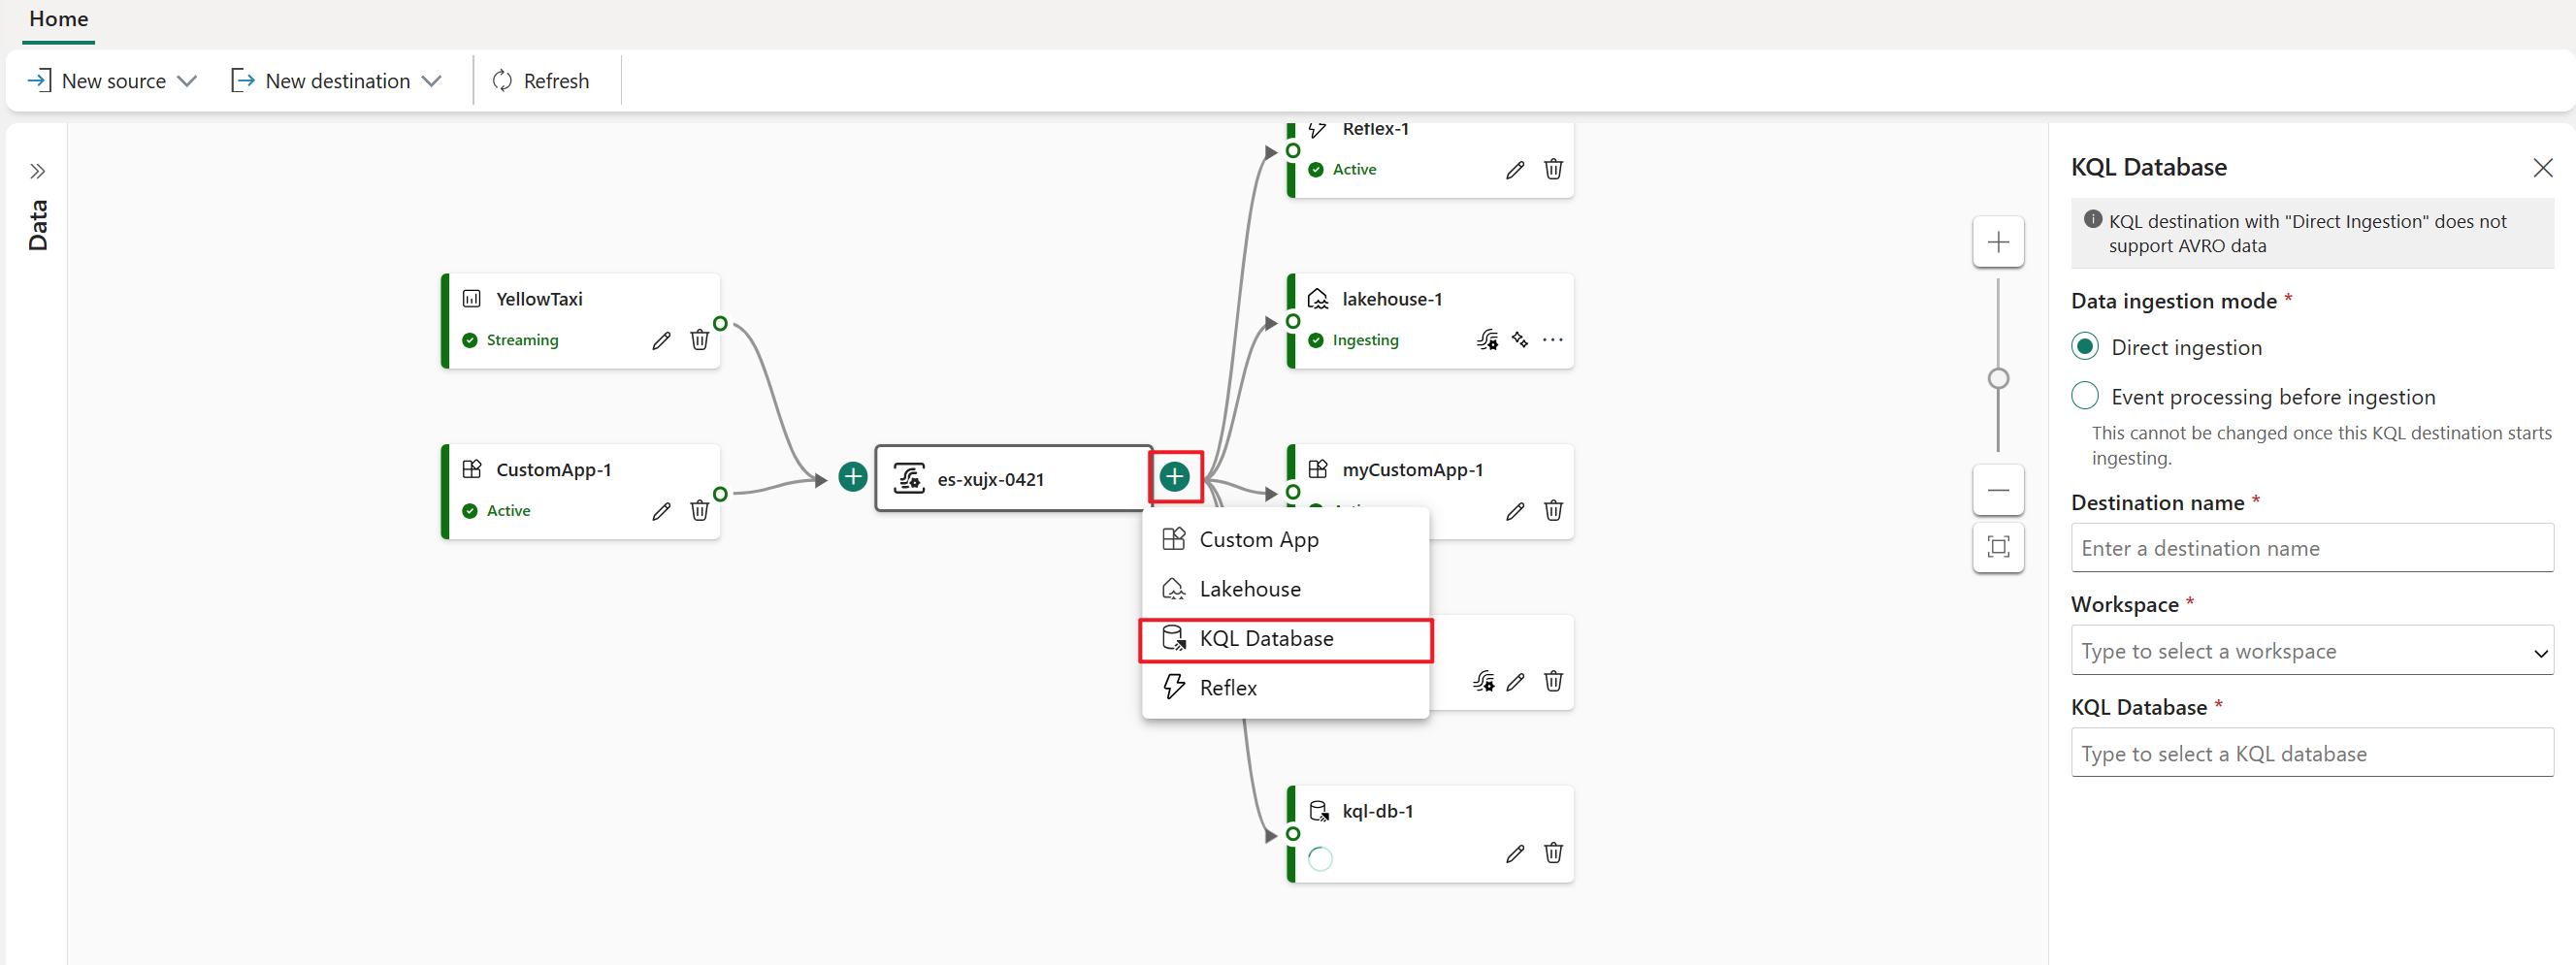 Home
New source
New destination
Refresh
Data
Reflex-1
Active
YellowTaxi
Streaming
lakehouse-1
Ingesting
CustomApp-1
Active
es-xujx-0421
myCustomApp-1
Custom App
Lakehouse
KQL Database
Reflex
kql-db-1
KQL Database
KQL destination with "Direct Ingestion" does not
support AVRO data
Data ingestion mode *
Direct ingestion
Event processing before ingestion
This cannot be changed once this KQL destination starts
ingesting.
Destination name *
Enter a destination name
Workspace *
Type to select a workspace
KQL Database *
Type to select a KQL database